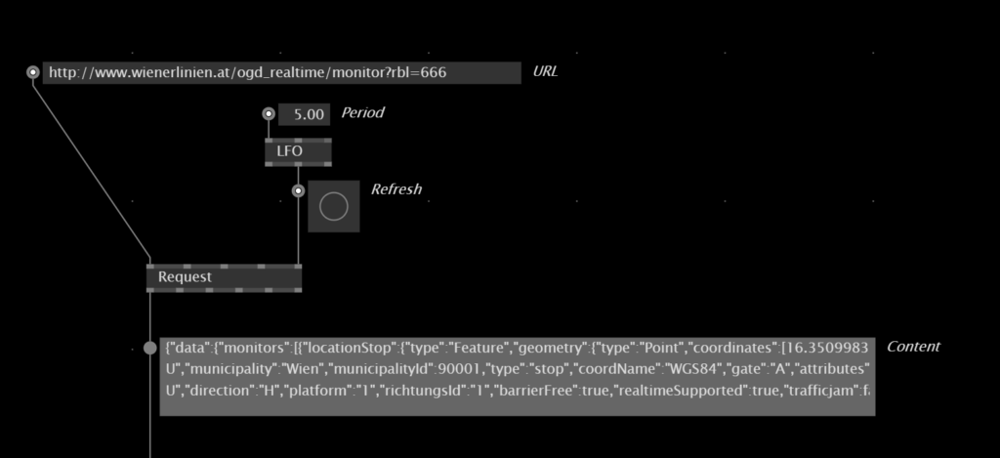 http://www.wienerlinien.at/ogd_realtime/monitor?rbl=666 URL
5.00 Period
LFO
Refresh
Request
{"data":{"monitors":[{"locationStop":{"type":"Feature","geometry":{"type":"Point","coordinates":[16.3509983 Content
U","municipality":"Wien","municipalityId":90001,"type":"stop","coordName":"WGS84","gate":"A","attributes"
U","direction":"H","platform":"1","richtungsId":"1","barrierFree":true,"realtimeSupported":true,"trafficjam":fa